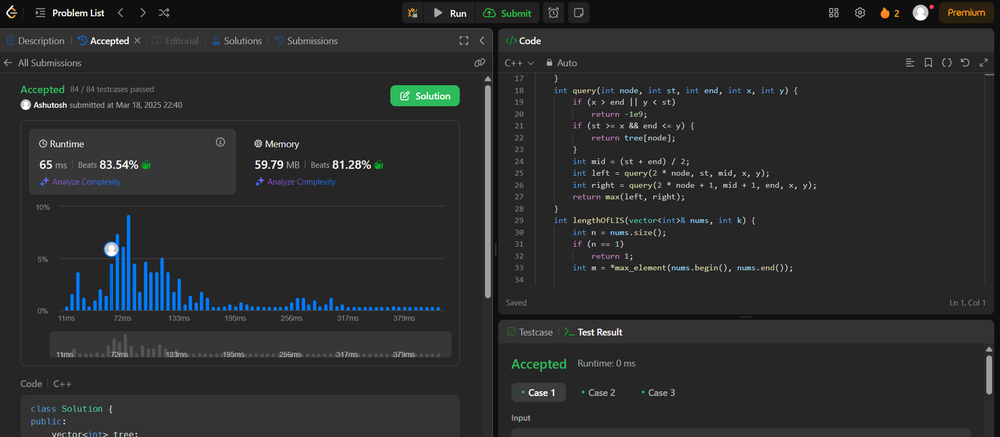 Problem List
Run
Submit
2
Premium
Description
Accepted
Editorial
Solutions
Submissions
All Submissions
Accepted 84 / 84 testcases passed
Ashutosh submitted at Mar 18, 2025 22:40
Solution
Runtime
65 ms Beats 83.54%
Analyze Complexity
Memory
59.79 MB Beats 81.28%
Analyze Complexity
10%
5%
0%
11ms 72ms 133ms 195ms 256ms 317ms 379ms
11ms 72ms 133ms 195ms 256ms 317ms 379ms
Code C++
class Solution {
public:
vector<int> tree;
</> Code
C++ Auto
17 }
18 int query(int node, int st, int end, int x, int y) {
19 if (x > end || y < st)
20 return -1e9;
21 if (st >= x && end <= y) {
22 return tree[node];
23 }
24 int mid = (st + end) / 2;
25 int left = query(2 * node, st, mid, x, y);
26 int right = query(2 * node + 1, mid + 1, end, x, y);
27 return max(left, right);
28 }
29 int lengthOfLIS(vector<int>& nums, int k) {
30 int n = nums.size();
31 if (n == 1)
32 return 1;
33 int m = *max_element(nums.begin(), nums.end());
34
Saved
Ln 1, Col 1
Testcase
Test Result
Accepted Runtime: 0 ms
Case 1 Case 2 Case 3
Input